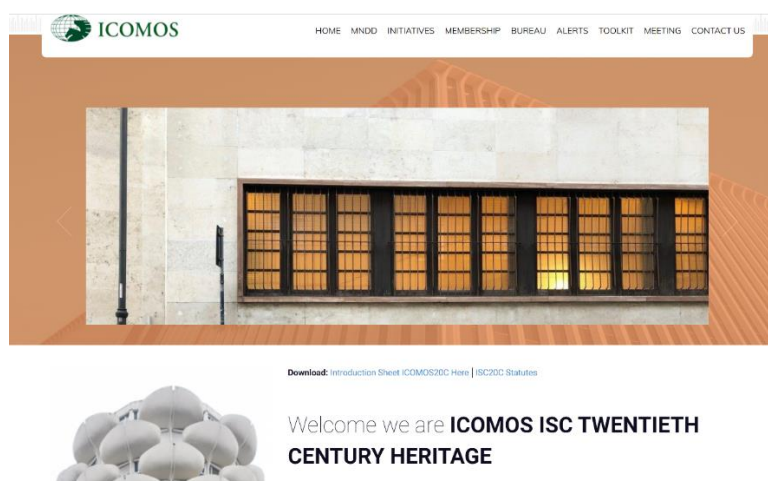 ICOMOS
HOME MNDD INITIATIVES MEMBERSHIP BUREAU ALERTS TOOLKIT MEETING CONTACT US
Download: Introduction Sheet ICOMOS20C Here | ISC20C Statutes
Welcome we are ICOMOS ISC TWENTIETH
CENTURY HERITAGE